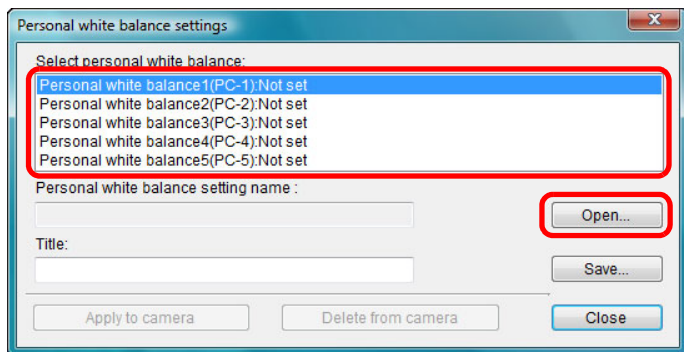 Personal white balance settings
Select personal white balance:
Personal white balance1(PC-1):Not set
Personal white balance2(PC-2):Not set
Personal white balance3(PC-3):Not set
Personal white balance4(PC-4):Not set
Personal white balance5(PC-5):Not set
Personal white balance setting name :
Open...
Title:
Save...
Apply to camera Delete from camera Close